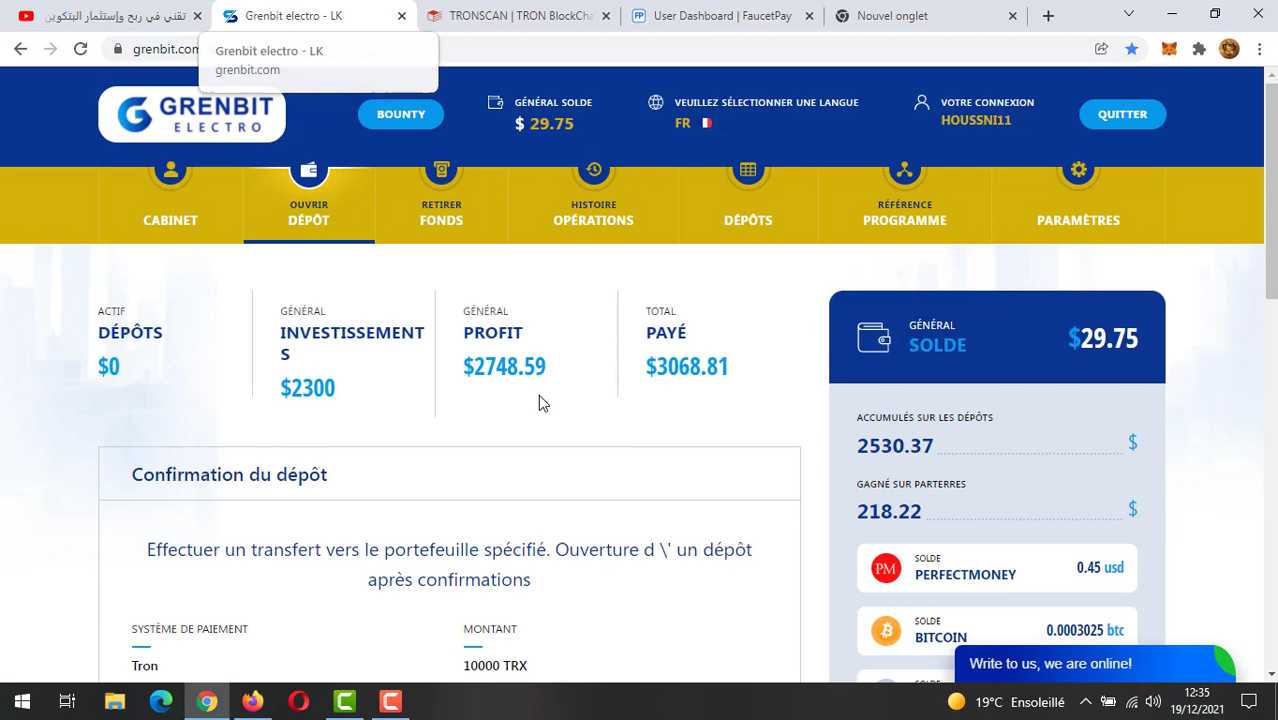 تقني في ربح وإستثمار البتكوين
Grenbit electro - LK
TRONSCAN | TRON BlockCha
User Dashboard | FaucetPay
Nouvel onglet
grenbit.com
Grenbit electro - LK
grenbit.com
GRENBIT
ELECTRO
BOUNTY
GÉNÉRAL SOLDE
$ 29.75
VEUILLEZ SÉLECTIONNER UNE LANGUE
FR
VOTRE CONNEXION
HOUSSNI11
QUITTER
CABINET
OUVRIR
DÉPÔT
RETIRER
FONDS
HISTOIRE
OPÉRATIONS
DÉPÔTS
RÉFÉRENCE
PROGRAMME
PARAMÈTRES
ACTIF
DÉPÔTS
$0
GÉNÉRAL
INVESTISSEMENT
S
$2300
GÉNÉRAL
PROFIT
$2748.59
TOTAL
PAYÉ
$3068.81
GÉNÉRAL
SOLDE
$29.75
ACCUMULÉS SUR LES DÉPÔTS
2530.37 $
GAGNÉ SUR PARTERRES
218.22 $
PM
SOLDE
PERFECTMONEY
0.45 usd
SOLDE
BITCOIN
0.0003025 btc
Confirmation du dépôt
Effectuer un transfert vers le portefeuille spécifié. Ouverture d \' un dépôt
après confirmations
SYSTÈME DE PAIEMENT
Tron
MONTANT
10000 TRX
Write to us, we are online!
19°C Ensoleillé
12:35
19/12/2021